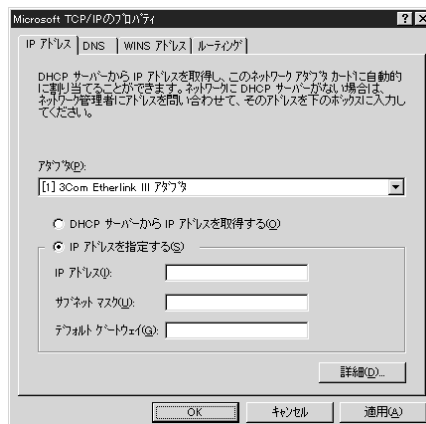 Microsoft TCP/IPのﾌﾟﾛﾊﾟﾃｨ
IP ｱﾄﾞﾚｽ
DNS
WINS ｱﾄﾞﾚｽ
ﾙｰﾃｨﾝｸﾞ
DHCP ｻｰﾊﾞｰから IP ｱﾄﾞﾚｽを取得し、このﾈｯﾄﾜｰｸ ｱﾀﾞﾌﾟﾀ ｶｰﾄﾞに自動的
に割り当てることができます。ﾈｯﾄﾜｰｸに DHCP ｻｰﾊﾞｰがない場合は、
ﾈｯﾄﾜｰｸ管理者にｱﾄﾞﾚｽを問い合わせて、そのｱﾄﾞﾚｽを下のﾎﾞｯｸｽに入力し
てください。
ｱﾀﾞﾌﾟﾀ(P):
[1] 3Com Etherlink III ｱﾀﾞﾌﾟﾀ
DHCP ｻｰﾊﾞｰから IP ｱﾄﾞﾚｽを取得する(O)
IP ｱﾄﾞﾚｽを指定する(S)
IP ｱﾄﾞﾚｽ(I):
ｻﾌﾞﾈｯﾄ ﾏｽｸ(U):
ﾃﾞﾌｫﾙﾄ ｹﾞｰﾄｳｪｲ(G):
詳細(D)...
OK
ｷｬﾝｾﾙ
適用(A)